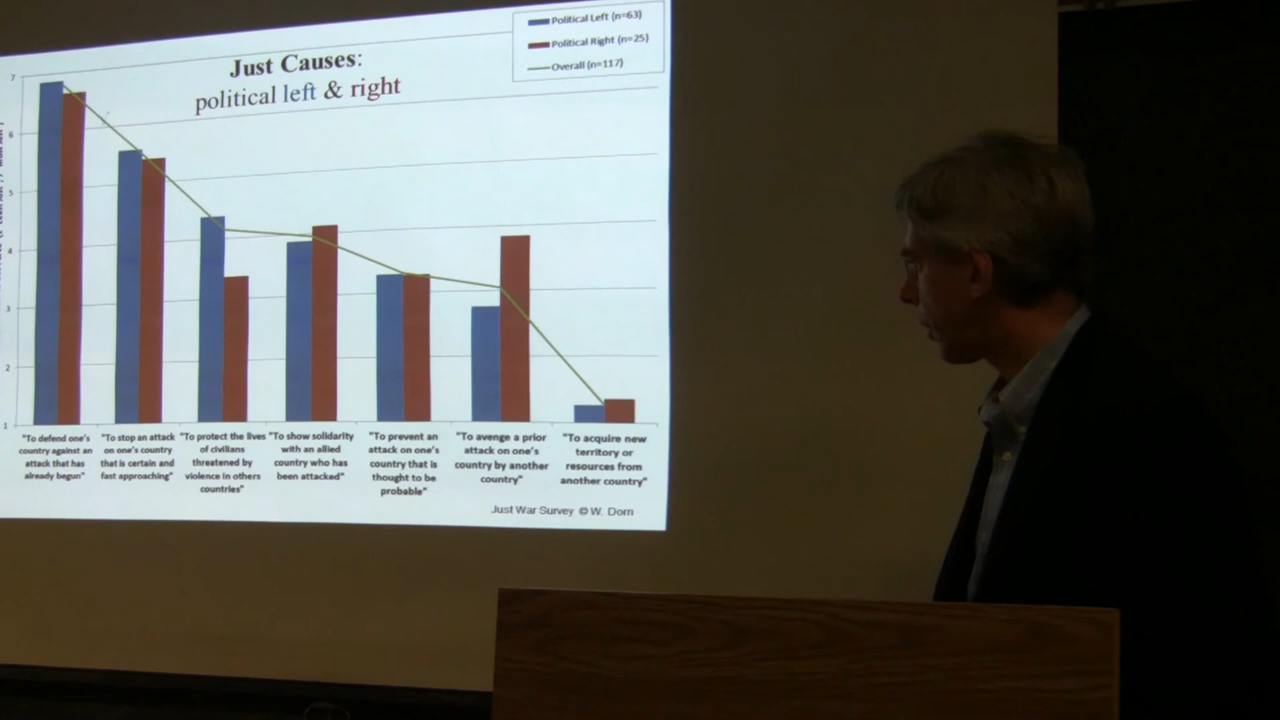 Political Left (n=63)
Political Right (n=25)
Overall (n=117)
Just Causes:
political left & right
7
6
5
4
3
2
1
"To defend one's
country against an
attack that has
already begun"
"To stop an attack
on one's country
that is certain and
fast approaching"
"To protect the lives
of civilians
threatened by
violence in others
countries"
"To show solidarity
with an allied
country who has
been attacked"
"To prevent an
attack on one's
country that is
thought to be
probable"
"To avenge a prior
attack on one's
country by another
country"
"To acquire new
territory or
resources from
another country"
Just War Survey © W. Dorn